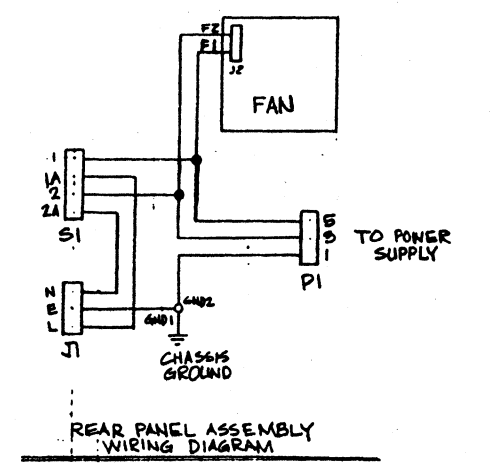 F2
F1
J2
FAN
1
1A
2
2A
S1
5
3
1
P1
TO POWER
SUPPLY
N
E
L
J1
GND2
GND1
CHASSIS
GROUND
REAR PANEL ASSEMBLY
WIRING DIAGRAM